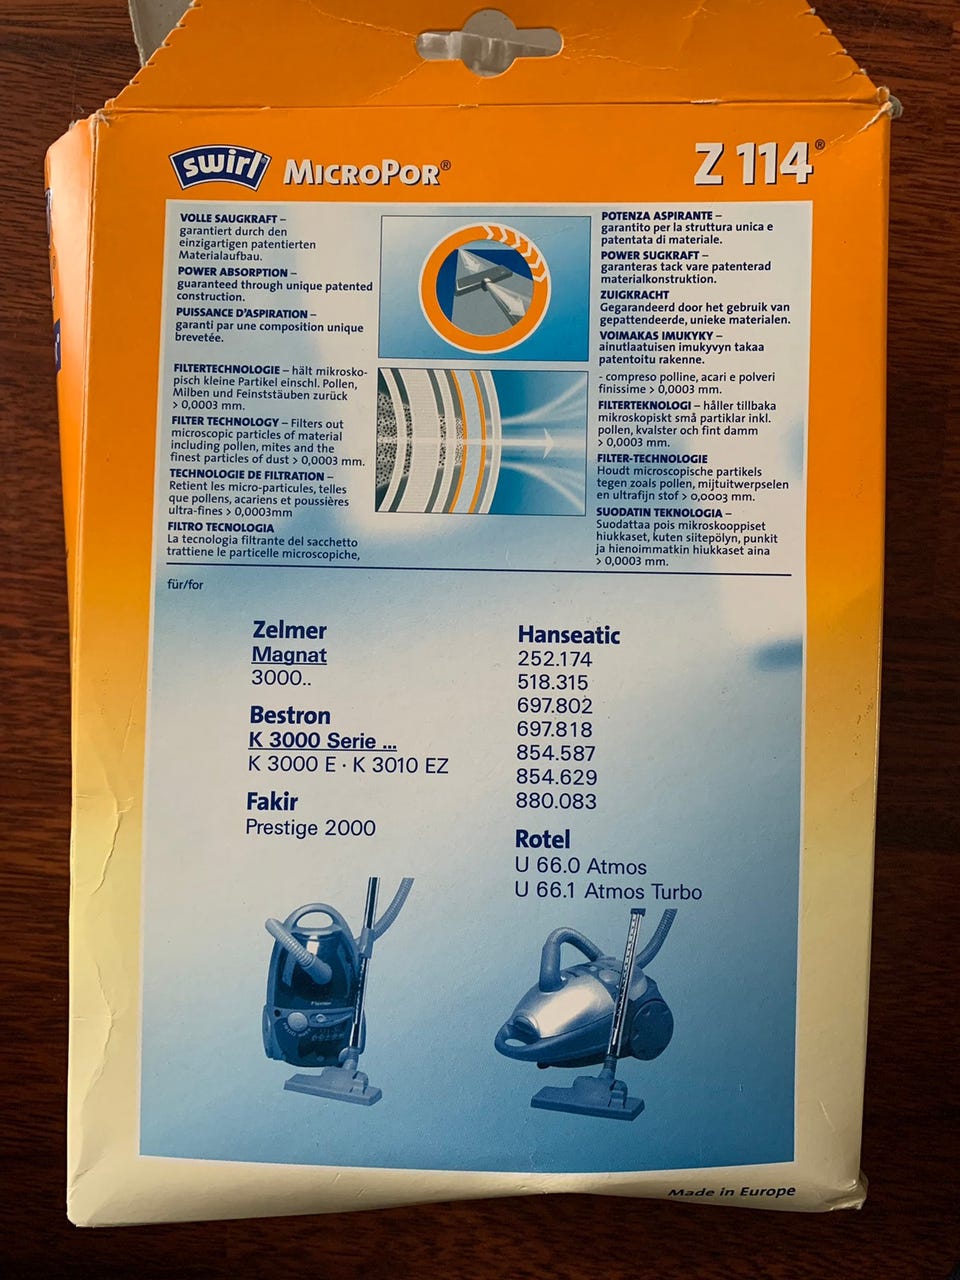 swirl® MicroPor® Z 114®
VOLLE SAUGKRAFT –
garantiert durch den
einzigartigen patentierten
Materialaufbau.
POWER ABSORPTION –
guaranteed through unique patented
construction.
PUISSANCE D'ASPIRATION –
garanti par une composition unique
brevetée.
FILTERTECHNOLOGIE – hält mikrosko-
pisch kleine Partikel einschl. Pollen,
Milben und Feinststäuben zurück
> 0,0003 mm.
FILTER TECHNOLOGY – Filters out
microscopic particles of material
including pollen, mites and the
finest particles of dust > 0,0003 mm.
TECHNOLOGIE DE FILTRATION –
Retient les micro-particules, telles
que pollens, acariens et poussières
ultra-fines > 0,0003mm
FILTRO TECNOLOGIA
La tecnologia filtrante del sacchetto
trattiene le particelle microscopiche,
POTENZA ASPIRANTE –
garantito per la struttura unica e
patentata di materiale.
POWER SUGKRAFT –
garanteras tack vare patenterad
materialkonstruktion.
ZUIGKRACHT
Gegarandeerd door het gebruik van
gepattendeerde, unieke materialen.
VOIMAKAS IMUKYKY –
ainutlaatuisen imukyvyn takaa
patentoitu rakenne.
- compreso polline, acari e polveri
finissime > 0,0003 mm.
FILTERTEKNOLOGI – håller tillbaka
mikroskopiskt små partiklar inkl.
pollen, kvalster och fint damm
> 0,0003 mm.
FILTER-TECHNOLOGIE
Houdt microscopische partikels
tegen zoals pollen, mijtuitwerpselen
en ultrafijn stof > 0,0003 mm.
SUODATIN TEKNOLOGIA –
Suodattaa pois mikroskooppiset
hiukkaset, kuten siitepölyn, punkit
ja hienoimmatkin hiukkaset aina
> 0,0003 mm.
für/for
Zelmer
Magnat
3000..
Bestron
K 3000 Serie ...
K 3000 E · K 3010 EZ
Fakir
Prestige 2000
Hanseatic
252.174
518.315
697.802
697.818
854.587
854.629
880.083
Rotel
U 66.0 Atmos
U 66.1 Atmos Turbo
Made in Europe